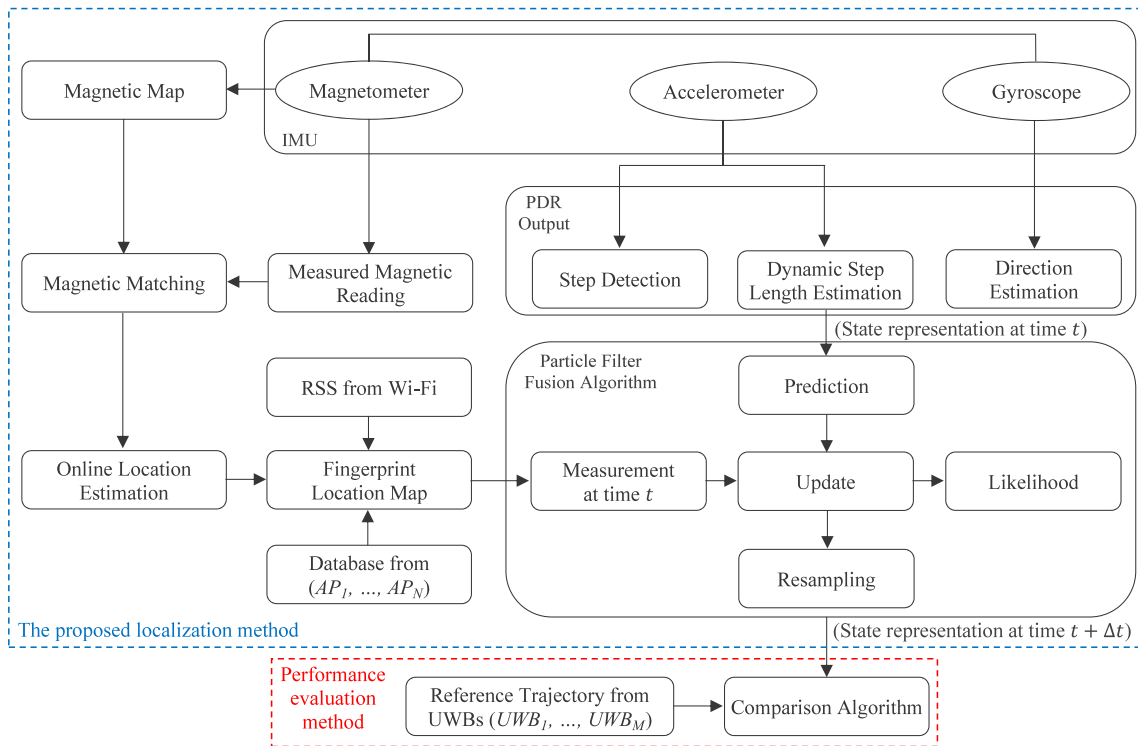 Magnetic Map
Magnetometer
Accelerometer
Gyroscope
IMU
PDR
Output
Magnetic Matching
Measured Magnetic
Reading
Step Detection
Dynamic Step
Length Estimation
Direction
Estimation
(State representation at time t)
Particle Filter
Fusion Algorithm
RSS from Wi-Fi
Prediction
Online Location
Estimation
Fingerprint
Location Map
Measurement
at time t
Update
Likelihood
Database from
(AP₁, ..., AP_N)
Resampling
The proposed localization method
(State representation at time t + Δt)
Performance
evaluation
method
Reference Trajectory from
UWBs (UWB₁, ..., UWB_M)
Comparison Algorithm